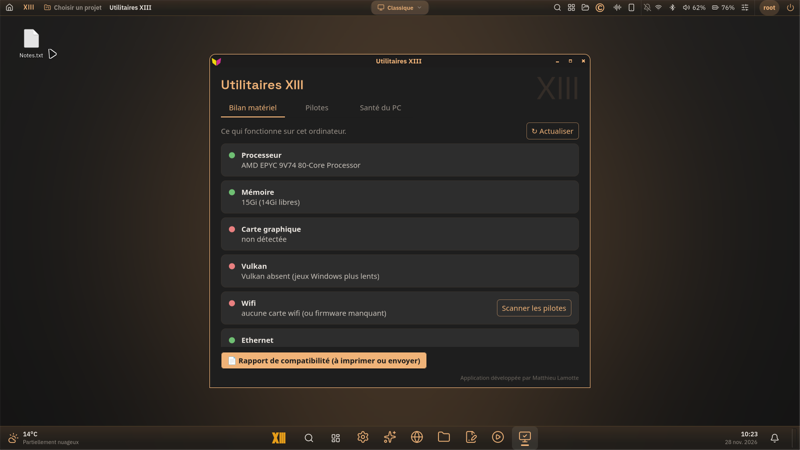 XIII
Choisir un projet
Utilitaires XIII
Classique
62%
76%
root
Notes.txt
Utilitaires XIII
Utilitaires XIII
XIII
Bilan matériel
Pilotes
Santé du PC
Ce qui fonctionne sur cet ordinateur.
↻ Actualiser
Processeur
AMD EPYC 9V74 80-Core Processor
Mémoire
15Gi (14Gi libres)
Carte graphique
non détectée
Vulkan
Vulkan absent (jeux Windows plus lents)
Wifi
aucune carte wifi (ou firmware manquant)
Scanner les pilotes
Ethernet
Rapport de compatibilité (à imprimer ou envoyer)
Application développée par Matthieu Lamotte
14°C
Partiellement nuageux
XIII
10:23
28 nov. 2026